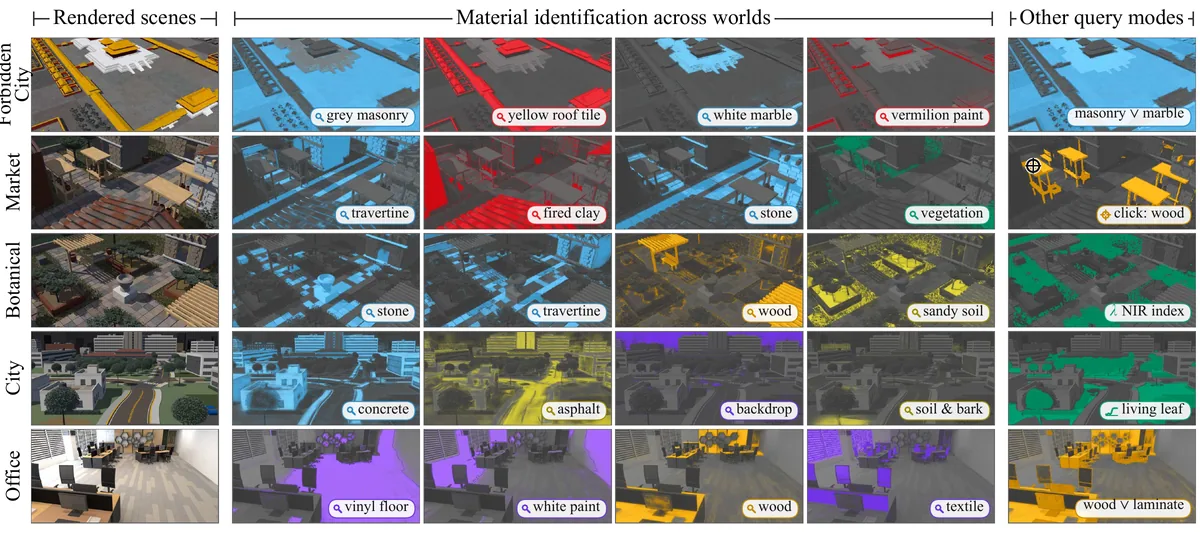 Rendered scenes
Material identification across worlds
Other query modes
Forbidden
City
grey masonry
yellow roof tile
white marble
vermilion paint
masonry ∨ marble
Market
travertine
fired clay
stone
vegetation
click: wood
Botanical
stone
travertine
wood
sandy soil
NIR index
City
concrete
asphalt
backdrop
soil & bark
living leaf
Office
vinyl floor
white paint
wood
textile
wood ∨ laminate